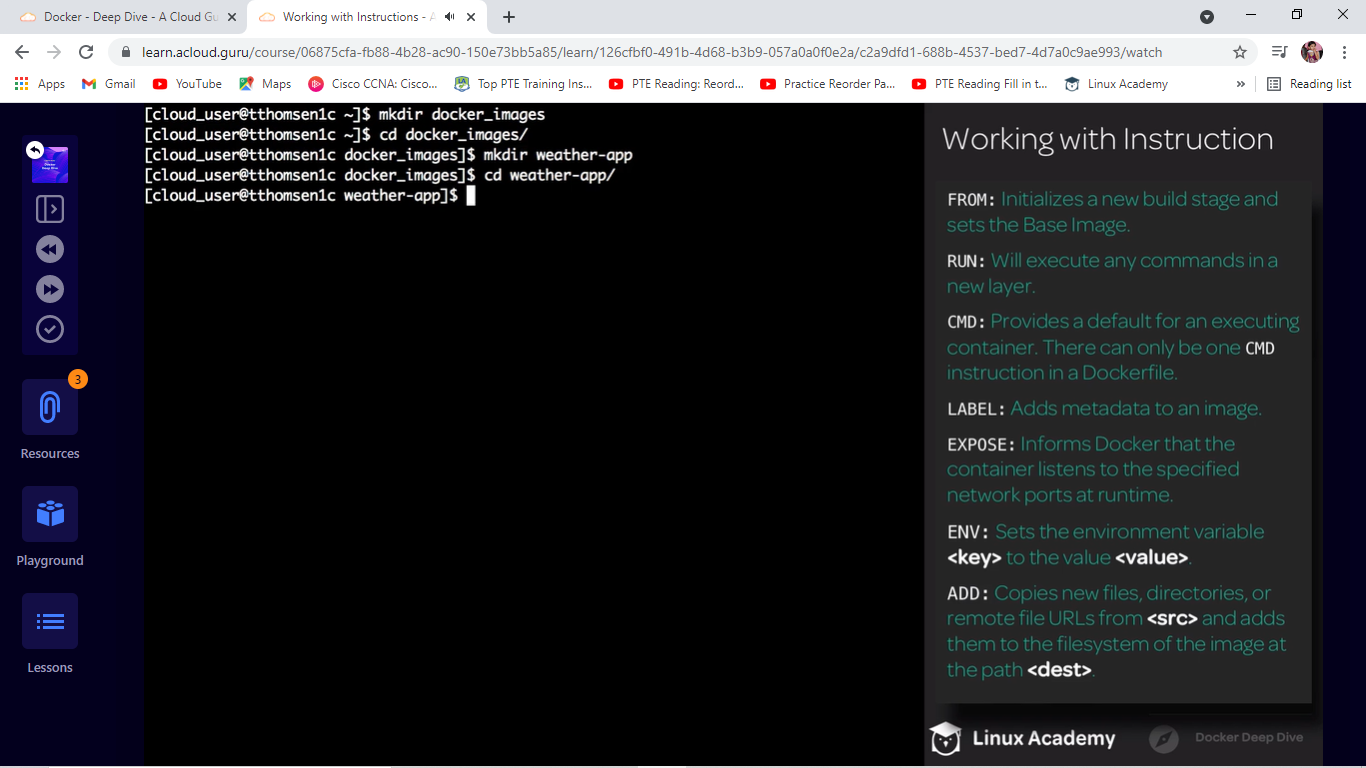 Docker - Deep Dive - A Cloud Gu
Working with Instructions - A
learn.acloud.guru/course/06875cfa-fb88-4b28-ac90-150e73bb5a85/learn/126cfbf0-491b-4d68-b3b9-057a0a0f0e2a/c2a9dfd1-688b-4537-bed7-4d7a0c9ae993/watch
Apps
Gmail
YouTube
Maps
Cisco CCNA: Cisco...
Top PTE Training Ins...
PTE Reading: Reord...
Practice Reorder Pa...
PTE Reading Fill in t...
Linux Academy
»
Reading list
[cloud_user@tthomsen1c ~]$ mkdir docker_images
[cloud_user@tthomsen1c ~]$ cd docker_images/
[cloud_user@tthomsen1c docker_images]$ mkdir weather-app
[cloud_user@tthomsen1c docker_images]$ cd weather-app/
[cloud_user@tthomsen1c weather-app]$
3
Resources
Playground
Lessons
Working with Instruction
FROM: Initializes a new build stage and
sets the Base Image.
RUN: Will execute any commands in a
new layer.
CMD: Provides a default for an executing
container. There can only be one CMD
instruction in a Dockerfile.
LABEL: Adds metadata to an image.
EXPOSE: Informs Docker that the
container listens to the specified
network ports at runtime.
ENV: Sets the environment variable
<key> to the value <value>.
ADD: Copies new files, directories, or
remote file URLs from <src> and adds
them to the filesystem of the image at
the path <dest>.
Linux Academy
Docker Deep Dive